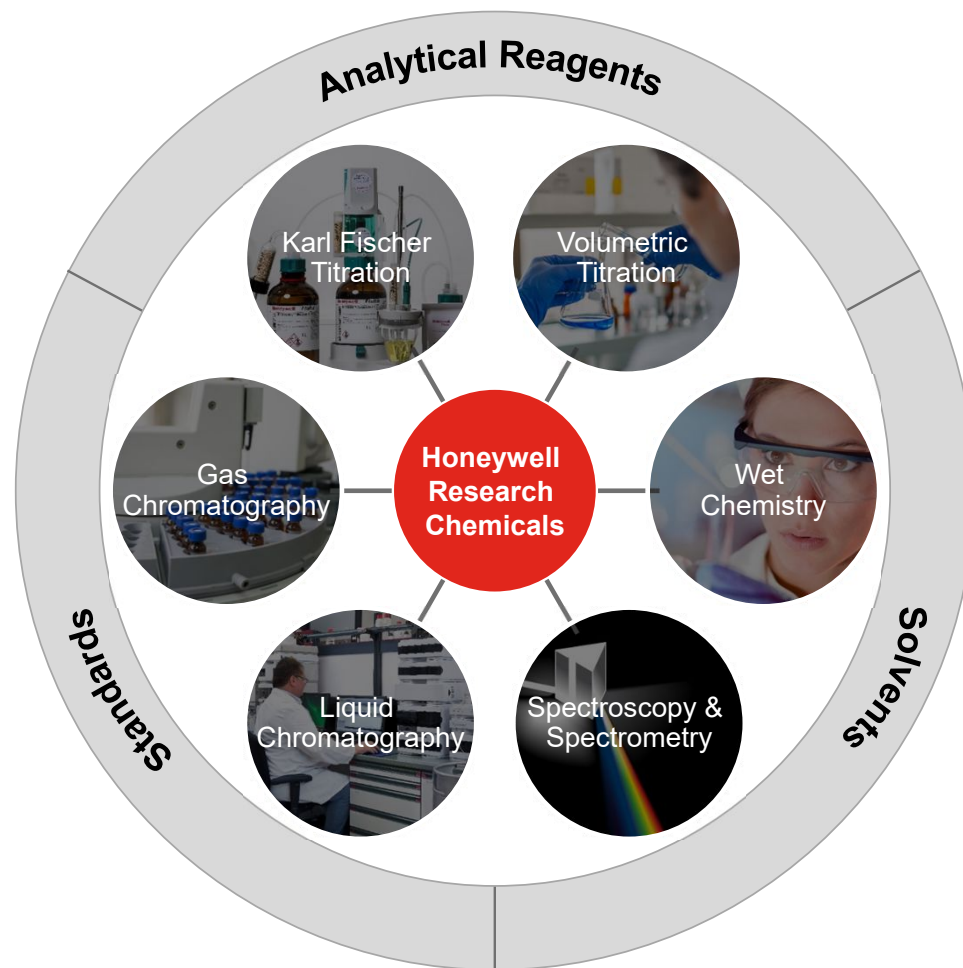 Analytical Reagents
Karl Fischer
Titration
Volumetric
Titration
Gas
Chromatography
Honeywell
Research
Chemicals
Wet
Chemistry
Liquid
Chromatography
Spectroscopy &
Spectrometry
Standards
Solvents